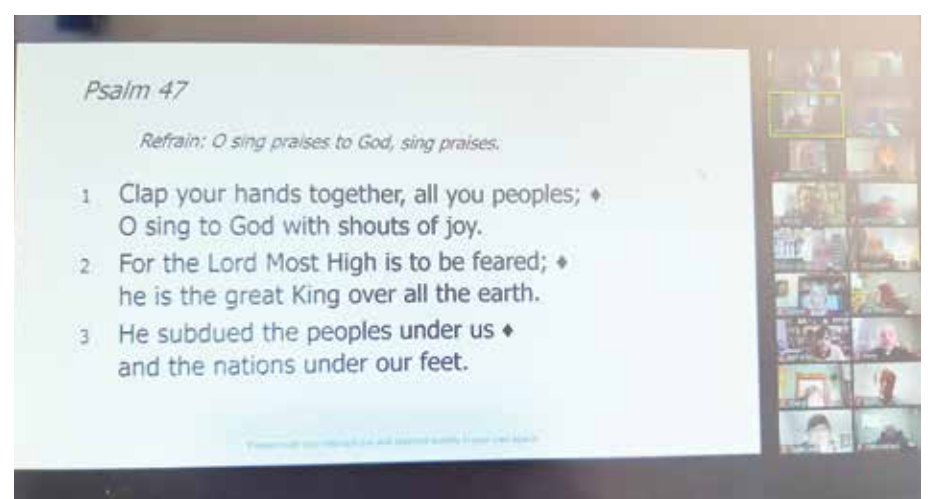 Psalm 47
Refrain: O sing praises to God, sing praises.
1 Clap your hands together, all you peoples; ♦
O sing to God with shouts of joy.
2 For the Lord Most High is to be feared; ♦
he is the great King over all the earth.
3 He subdued the peoples under us ♦
and the nations under our feet.